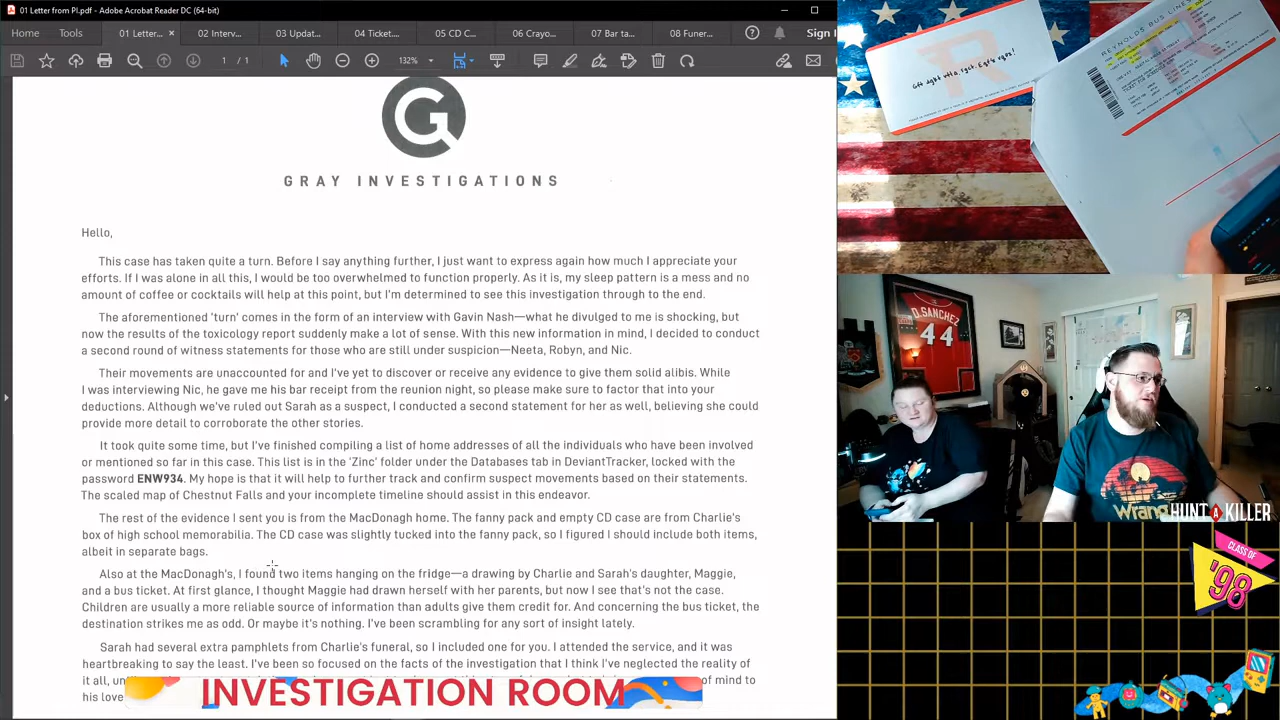 01 Letter from PI.pdf - Adobe Acrobat Reader DC (64-bit)
Home Tools 01 Letter... × 02 Interv... 03 Updat... 04 Ticket.... 05 CD C... 06 Crayo... 07 Bar ta... 08 Funer... Sign I
1 / 1 132%
G
GRAY INVESTIGATIONS
Hello,
This case has taken quite a turn. Before I say anything further, I just want to express again how much I appreciate your
efforts. If I was alone in all this, I would be too overwhelmed to function properly. As it is, my sleep pattern is a mess and no
amount of coffee or cocktails will help at this point, but I'm determined to see this investigation through to the end.
The aforementioned 'turn' comes in the form of an interview with Gavin Nash—what he divulged to me is shocking, but
now the results of the toxicology report suddenly make a lot of sense. With this new information in mind, I decided to conduct
a second round of witness statements for those who are still under suspicion—Neeta, Robyn, and Nic.
Their movements are unaccounted for and I've yet to discover or receive any evidence to give them solid alibis. While
I was interviewing Nic, he gave me his bar receipt from the reunion night, so please make sure to factor that into your
deductions. Although we've ruled out Sarah as a suspect, I conducted a second statement for her as well, believing she could
provide more detail to corroborate the other stories.
It took quite some time, but I've finished compiling a list of home addresses of all the individuals who have been involved
or mentioned so far in this case. This list is in the 'Zinc' folder under the Databases tab in DeviantTracker, locked with the
password ENW934. My hope is that it will help to further track and confirm suspect movements based on their statements.
The scaled map of Chestnut Falls and your incomplete timeline should assist in this endeavor.
The rest of the evidence I sent you is from the MacDonagh home. The fanny pack and empty CD case are from Charlie's
box of high school memorabilia. The CD case was slightly tucked into the fanny pack, so I figured I should include both items,
albeit in separate bags.
Also at the MacDonagh's, I found two items hanging on the fridge—a drawing by Charlie and Sarah's daughter, Maggie,
and a bus ticket. At first glance, I thought Maggie had drawn herself with her parents, but now I see that's not the case.
Children are usually a more reliable source of information than adults give them credit for. And concerning the bus ticket, the
destination strikes me as odd. Or maybe it's nothing. I've been scrambling for any sort of insight lately.
Sarah had several extra pamphlets from Charlie's funeral, so I included one for you. I attended the service, and it was
heartbreaking to say the least. I've been so focused on the facts of the investigation that I think I've neglected the reality of
it all, of mind to
his love
INVESTIGATION ROOM
REYNOLDS BUS LINES
D.SANCHEZ
44
HUNT A KILLER
CLASS OF
'98